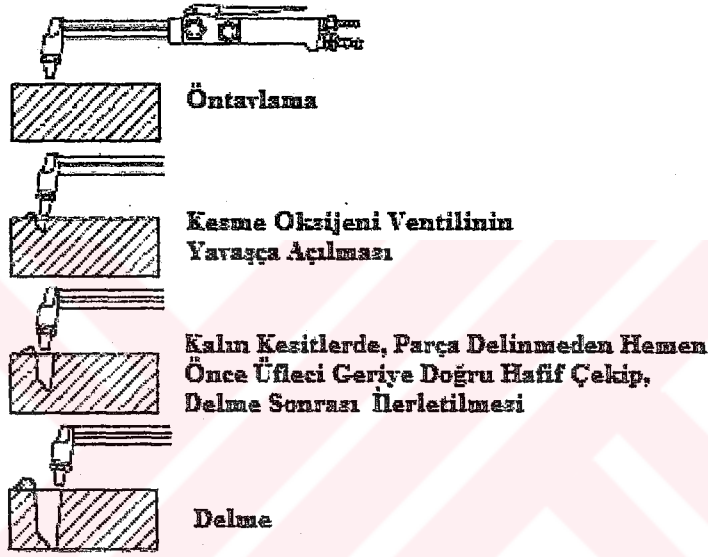 Öntavlama
Kesme Oksijeni Ventilinin
Yavaşça Açılması
Kalın Kesitlerde, Parça Delinmeden Hemen
Önce Üfleci Geriye Doğru Hafif Çekip,
Delme Sonrası İlerletilmesi
Delme